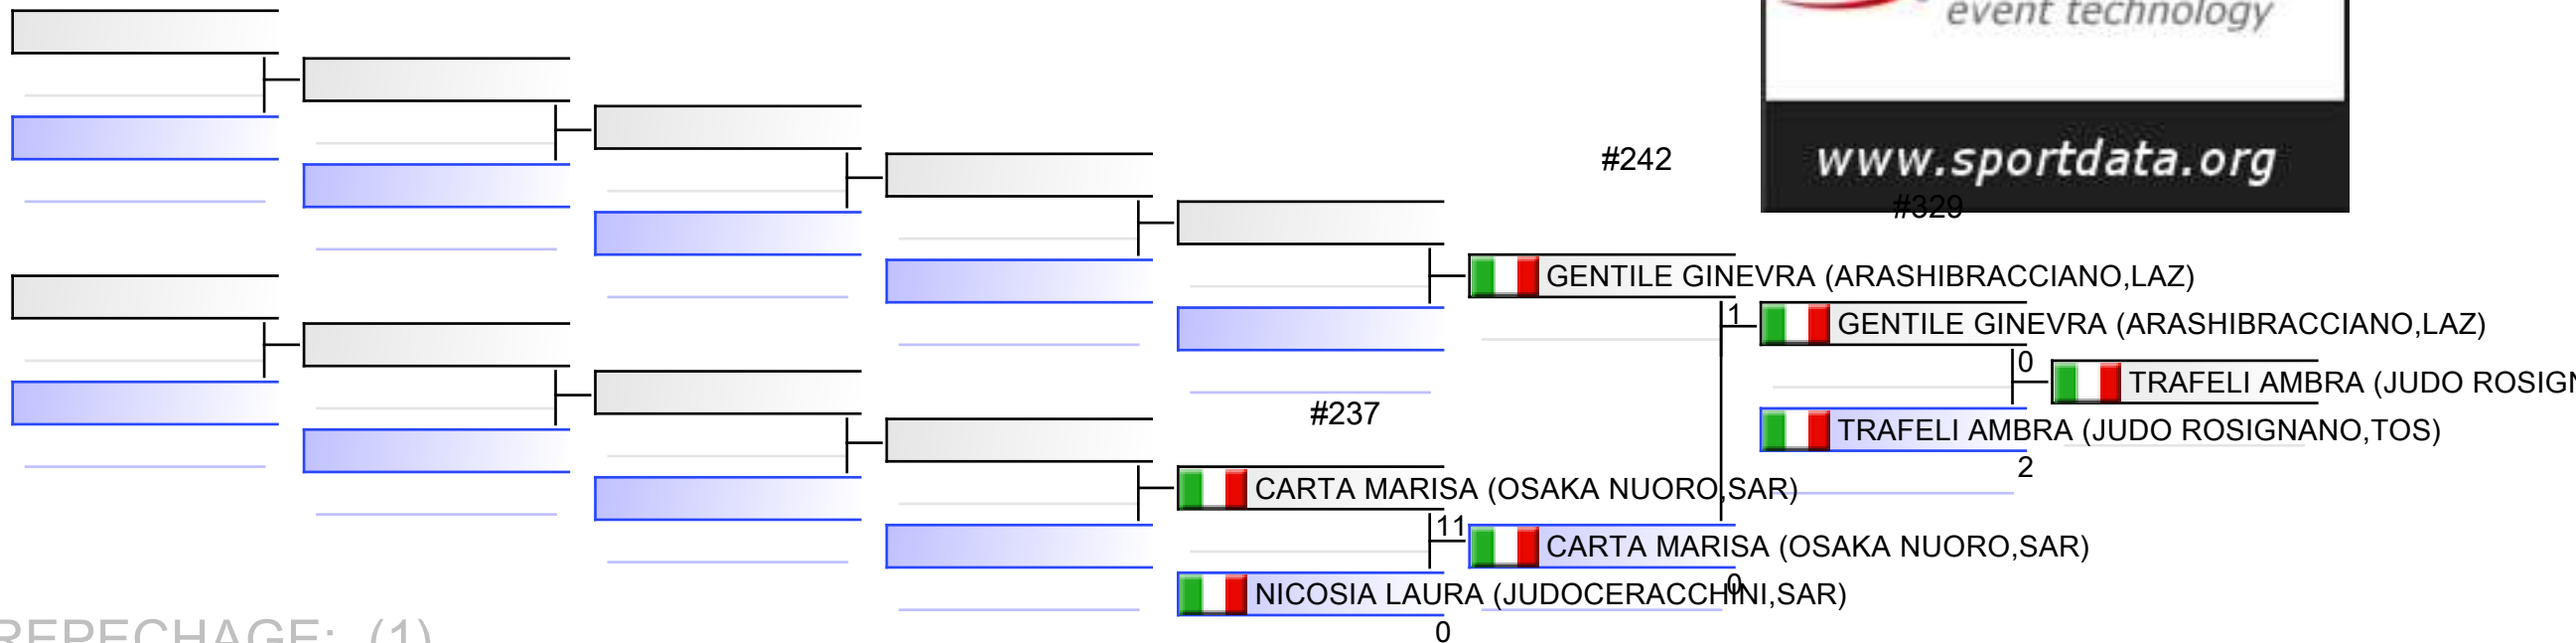 event technology
www.sportdata.org
#242
#329
GENTILE GINEVRA (ARASHIBRACCIANO,LAZ)
1
GENTILE GINEVRA (ARASHIBRACCIANO,LAZ)
0
TRAFELI AMBRA (JUDO ROSIGN
TRAFELI AMBRA (JUDO ROSIGNANO,TOS)
2
#237
CARTA MARISA (OSAKA NUORO,SAR)
11
CARTA MARISA (OSAKA NUORO,SAR)
0
NICOSIA LAURA (JUDOCERACCHINI,SAR)
0
REPECHAGE: (1)